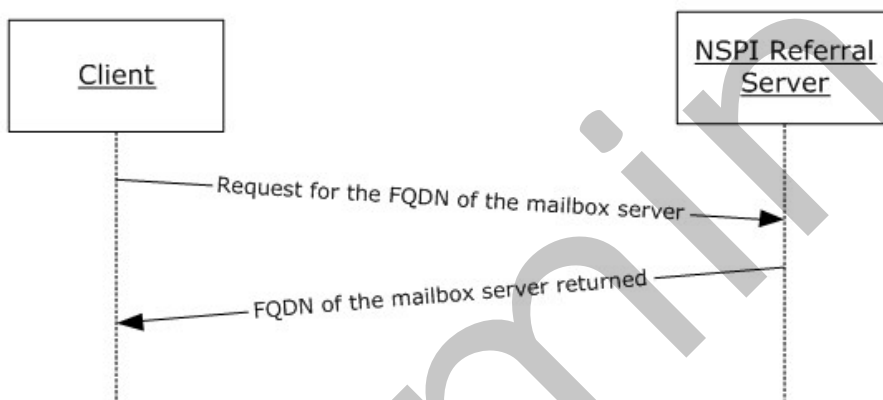 Client
NSPI Referral
Server
Request for the FQDN of the mailbox server
FQDN of the mailbox server returned